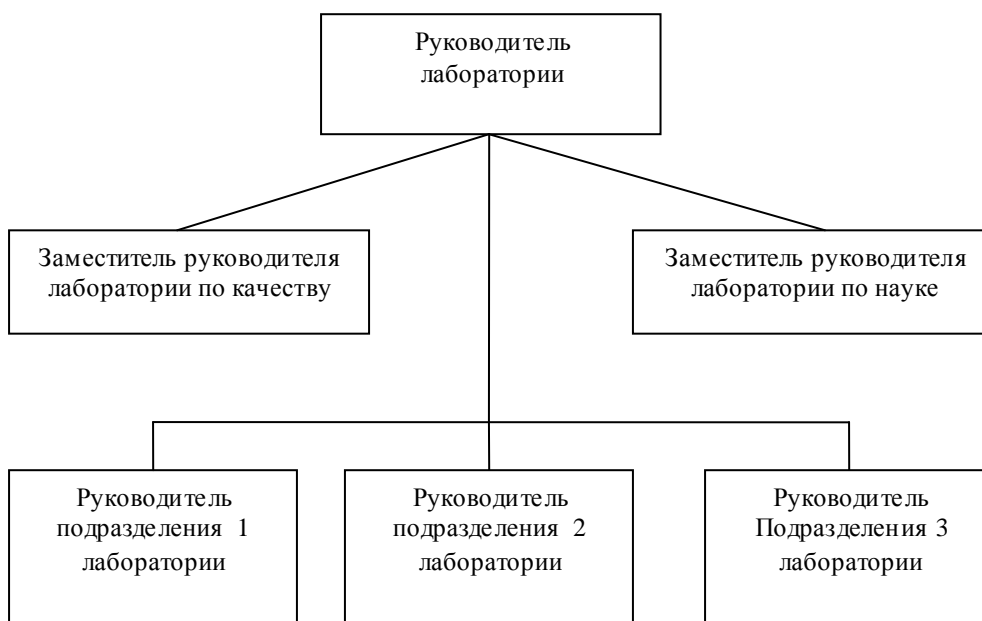 Руководитель
лаборатории
Заместитель руководителя
лаборатории по качеству
Заместитель руководителя
лаборатории по науке
Руководитель
подразделения 1
лаборатории
Руководитель
подразделения 2
лаборатории
Руководитель
Подразделения 3
лаборатории